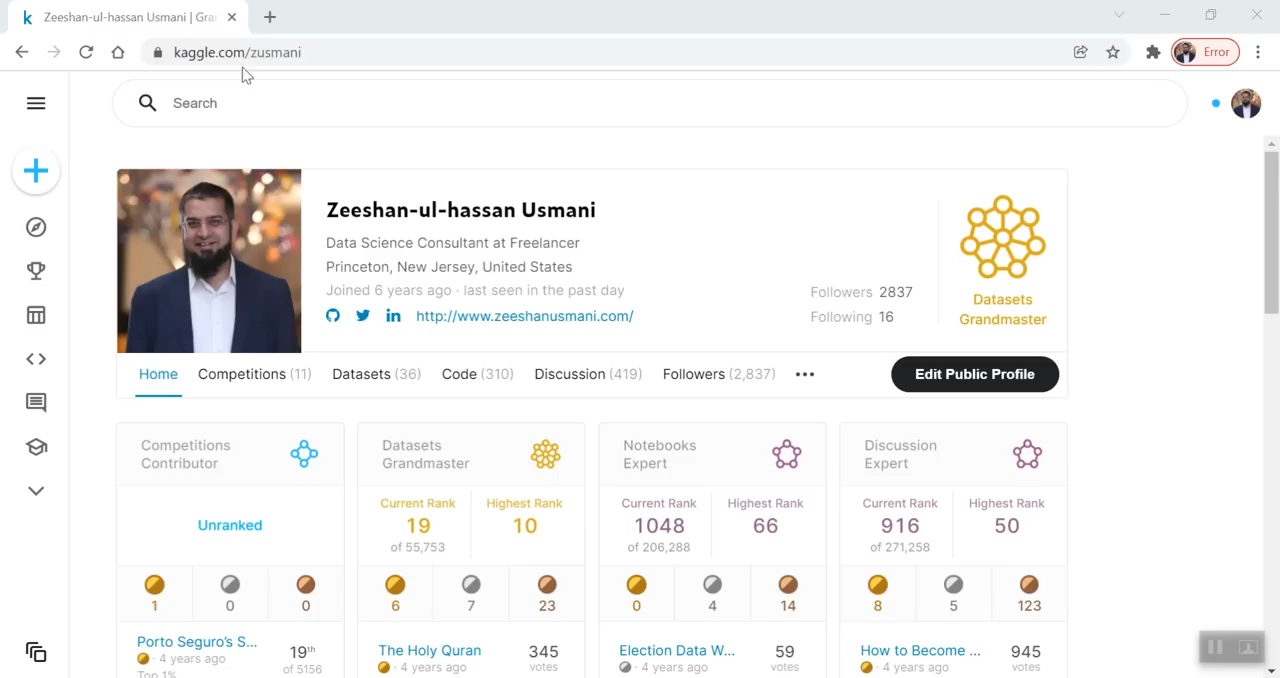 Zeeshan-ul-hassan Usmani | Gra
kaggle.com/zusmani
Error
Search
Zeeshan-ul-hassan Usmani
Data Science Consultant at Freelancer
Princeton, New Jersey, United States
Joined 6 years ago · last seen in the past day
http://www.zeeshanusmani.com/
Followers 2837
Following 16
Datasets
Grandmaster
Home Competitions (11) Datasets (36) Code (310) Discussion (419) Followers (2,837) ••• Edit Public Profile
Competitions
Contributor
Unranked
1 0 0
Porto Seguro's S...
4 years ago
Top 1%
19th
of 5156
Datasets
Grandmaster
Current Rank
19
of 55,753
Highest Rank
10
6 7 23
The Holy Quran
4 years ago
345
votes
Notebooks
Expert
Current Rank
1048
of 206,288
Highest Rank
66
0 4 14
Election Data W...
4 years ago
59
votes
Discussion
Expert
Current Rank
916
of 271,258
Highest Rank
50
8 5 123
How to Become ...
4 years ago
945
votes